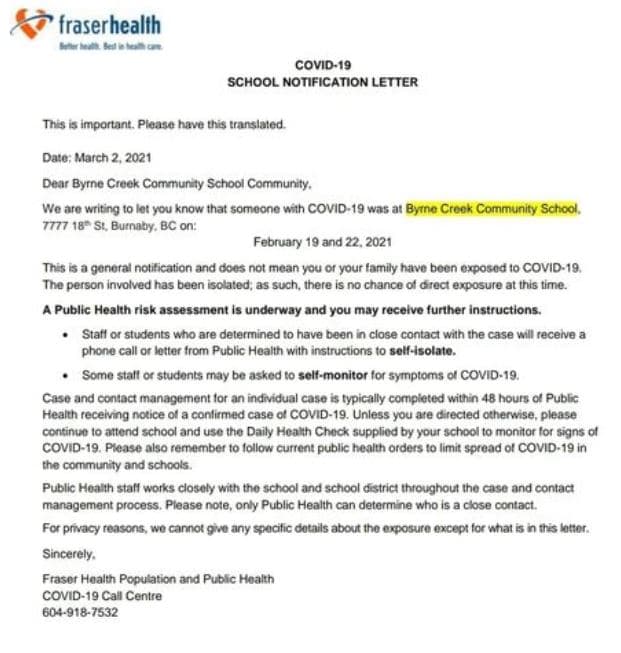 fraserhealth
Better health. Best in health care.
COVID-19
SCHOOL NOTIFICATION LETTER
This is important. Please have this translated.
Date: March 2, 2021
Dear Byrne Creek Community School Community,
We are writing to let you know that someone with COVID-19 was at Byrne Creek Community School,
7777 18th St, Burnaby, BC on:
February 19 and 22, 2021
This is a general notification and does not mean you or your family have been exposed to COVID-19.
The person involved has been isolated; as such, there is no chance of direct exposure at this time.
A Public Health risk assessment is underway and you may receive further instructions.
• Staff or students who are determined to have been in close contact with the case will receive a
phone call or letter from Public Health with instructions to self-isolate.
• Some staff or students may be asked to self-monitor for symptoms of COVID-19.
Case and contact management for an individual case is typically completed within 48 hours of Public
Health receiving notice of a confirmed case of COVID-19. Unless you are directed otherwise, please
continue to attend school and use the Daily Health Check supplied by your school to monitor for signs of
COVID-19. Please also remember to follow current public health orders to limit spread of COVID-19 in
the community and schools.
Public Health staff works closely with the school and school district throughout the case and contact
management process. Please note, only Public Health can determine who is a close contact.
For privacy reasons, we cannot give any specific details about the exposure except for what is in this letter.
Sincerely,
Fraser Health Population and Public Health
COVID-19 Call Centre
604-918-7532